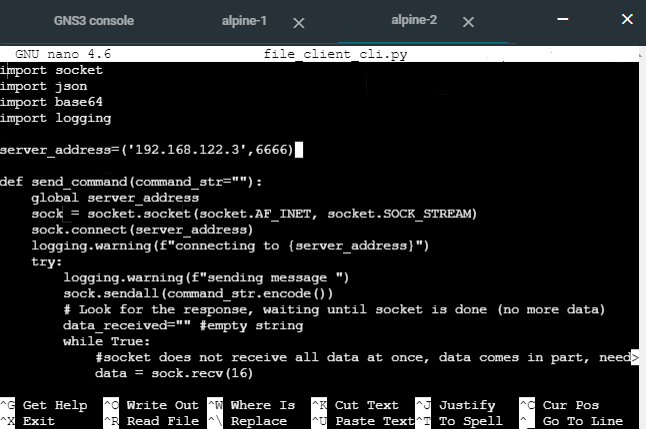 GNS3 console alpine-1 × alpine-2 × – ×
GNU nano 4.6 file_client_cli.py
import socket
import json
import base64
import logging
server_address=('192.168.122.3',6666)
def send_command(command_str=""):
    global server_address
    sock = socket.socket(socket.AF_INET, socket.SOCK_STREAM)
    sock.connect(server_address)
    logging.warning(f"connecting to {server_address}")
    try:
        logging.warning(f"sending message ")
        sock.sendall(command_str.encode())
        # Look for the response, waiting until socket is done (no more data)
        data_received="" #empty string
        while True:
            #socket does not receive all data at once, data comes in part, need>
            data = sock.recv(16)
^G Get Help ^O Write Out ^W Where Is ^K Cut Text ^J Justify ^C Cur Pos
^X Exit ^R Read File ^\ Replace ^U Paste Text ^T To Spell ^_ Go To Line